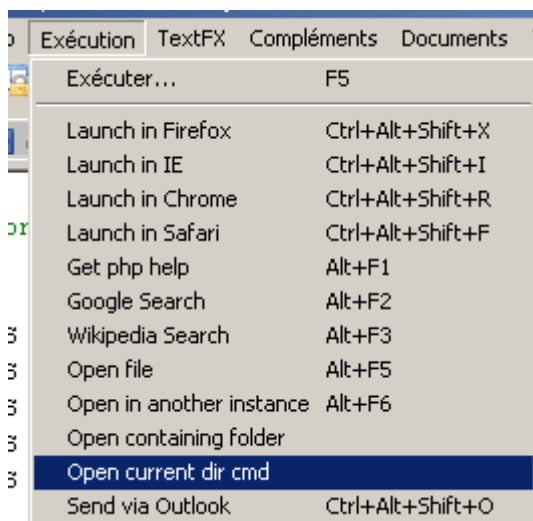 Exécution TextFX Compléments Documents
Exécuter... F5
Launch in Firefox Ctrl+Alt+Shift+X
Launch in IE Ctrl+Alt+Shift+I
Launch in Chrome Ctrl+Alt+Shift+R
Launch in Safari Ctrl+Alt+Shift+F
Get php help Alt+F1
Google Search Alt+F2
Wikipedia Search Alt+F3
Open file Alt+F5
Open in another instance Alt+F6
Open containing folder
Open current dir cmd
Send via Outlook Ctrl+Alt+Shift+O